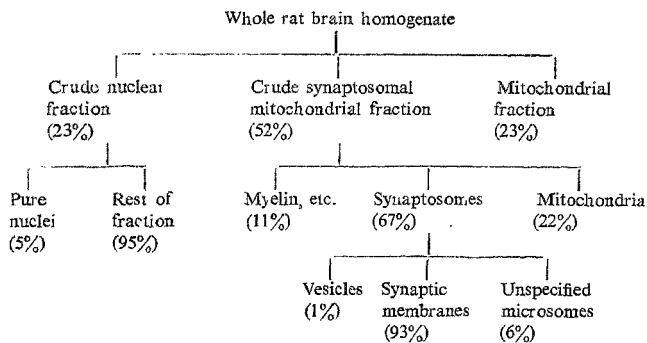 Whole rat brain homogenate
Crude nuclear
fraction
(23%)
Crude synaptosomal
mitochondrial fraction
(52%)
Mitochondrial
fraction
(23%)
Pure
nuclei
(5%)
Rest of
fraction
(95%)
Myelin, etc.
(11%)
Synaptosomes
(67%)
Mitochondria
(22%)
Vesicles
(1%)
Synaptic
membranes
(93%)
Unspecified
microsomes
(6%)